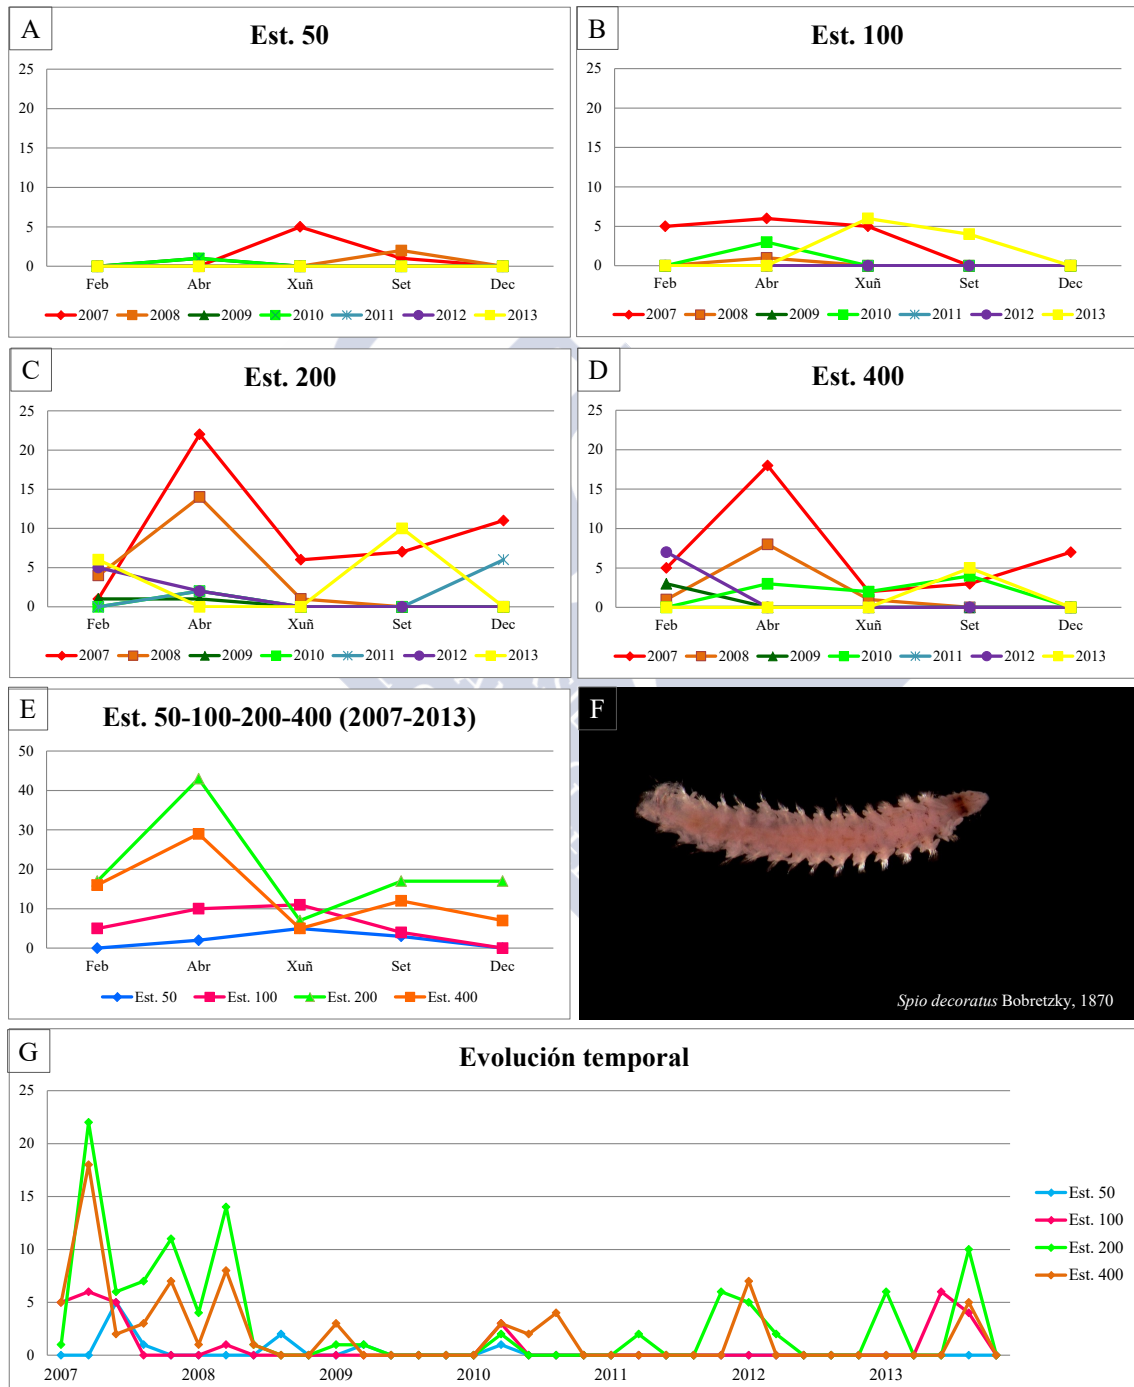 A
Est. 50
25
20
15
10
5
0
Feb Abr Xuñ Set Dec
2007 2008 2009 2010 2011 2012 2013
B
Est. 100
25
20
15
10
5
0
Feb Abr Xuñ Set Dec
2007 2008 2009 2010 2011 2012 2013
C
Est. 200
25
20
15
10
5
0
Feb Abr Xuñ Set Dec
2007 2008 2009 2010 2011 2012 2013
D
Est. 400
25
20
15
10
5
0
Feb Abr Xuñ Set Dec
2007 2008 2009 2010 2011 2012 2013
E
Est. 50-100-200-400 (2007-2013)
50
40
30
20
10
0
Feb Abr Xuñ Set Dec
Est. 50 Est. 100 Est. 200 Est. 400
F
Spio decoratus Bobretzky, 1870
G
Evolución temporal
25
20
15
10
5
0
2007 2008 2009 2010 2011 2012 2013
Est. 50
Est. 100
Est. 200
Est. 400